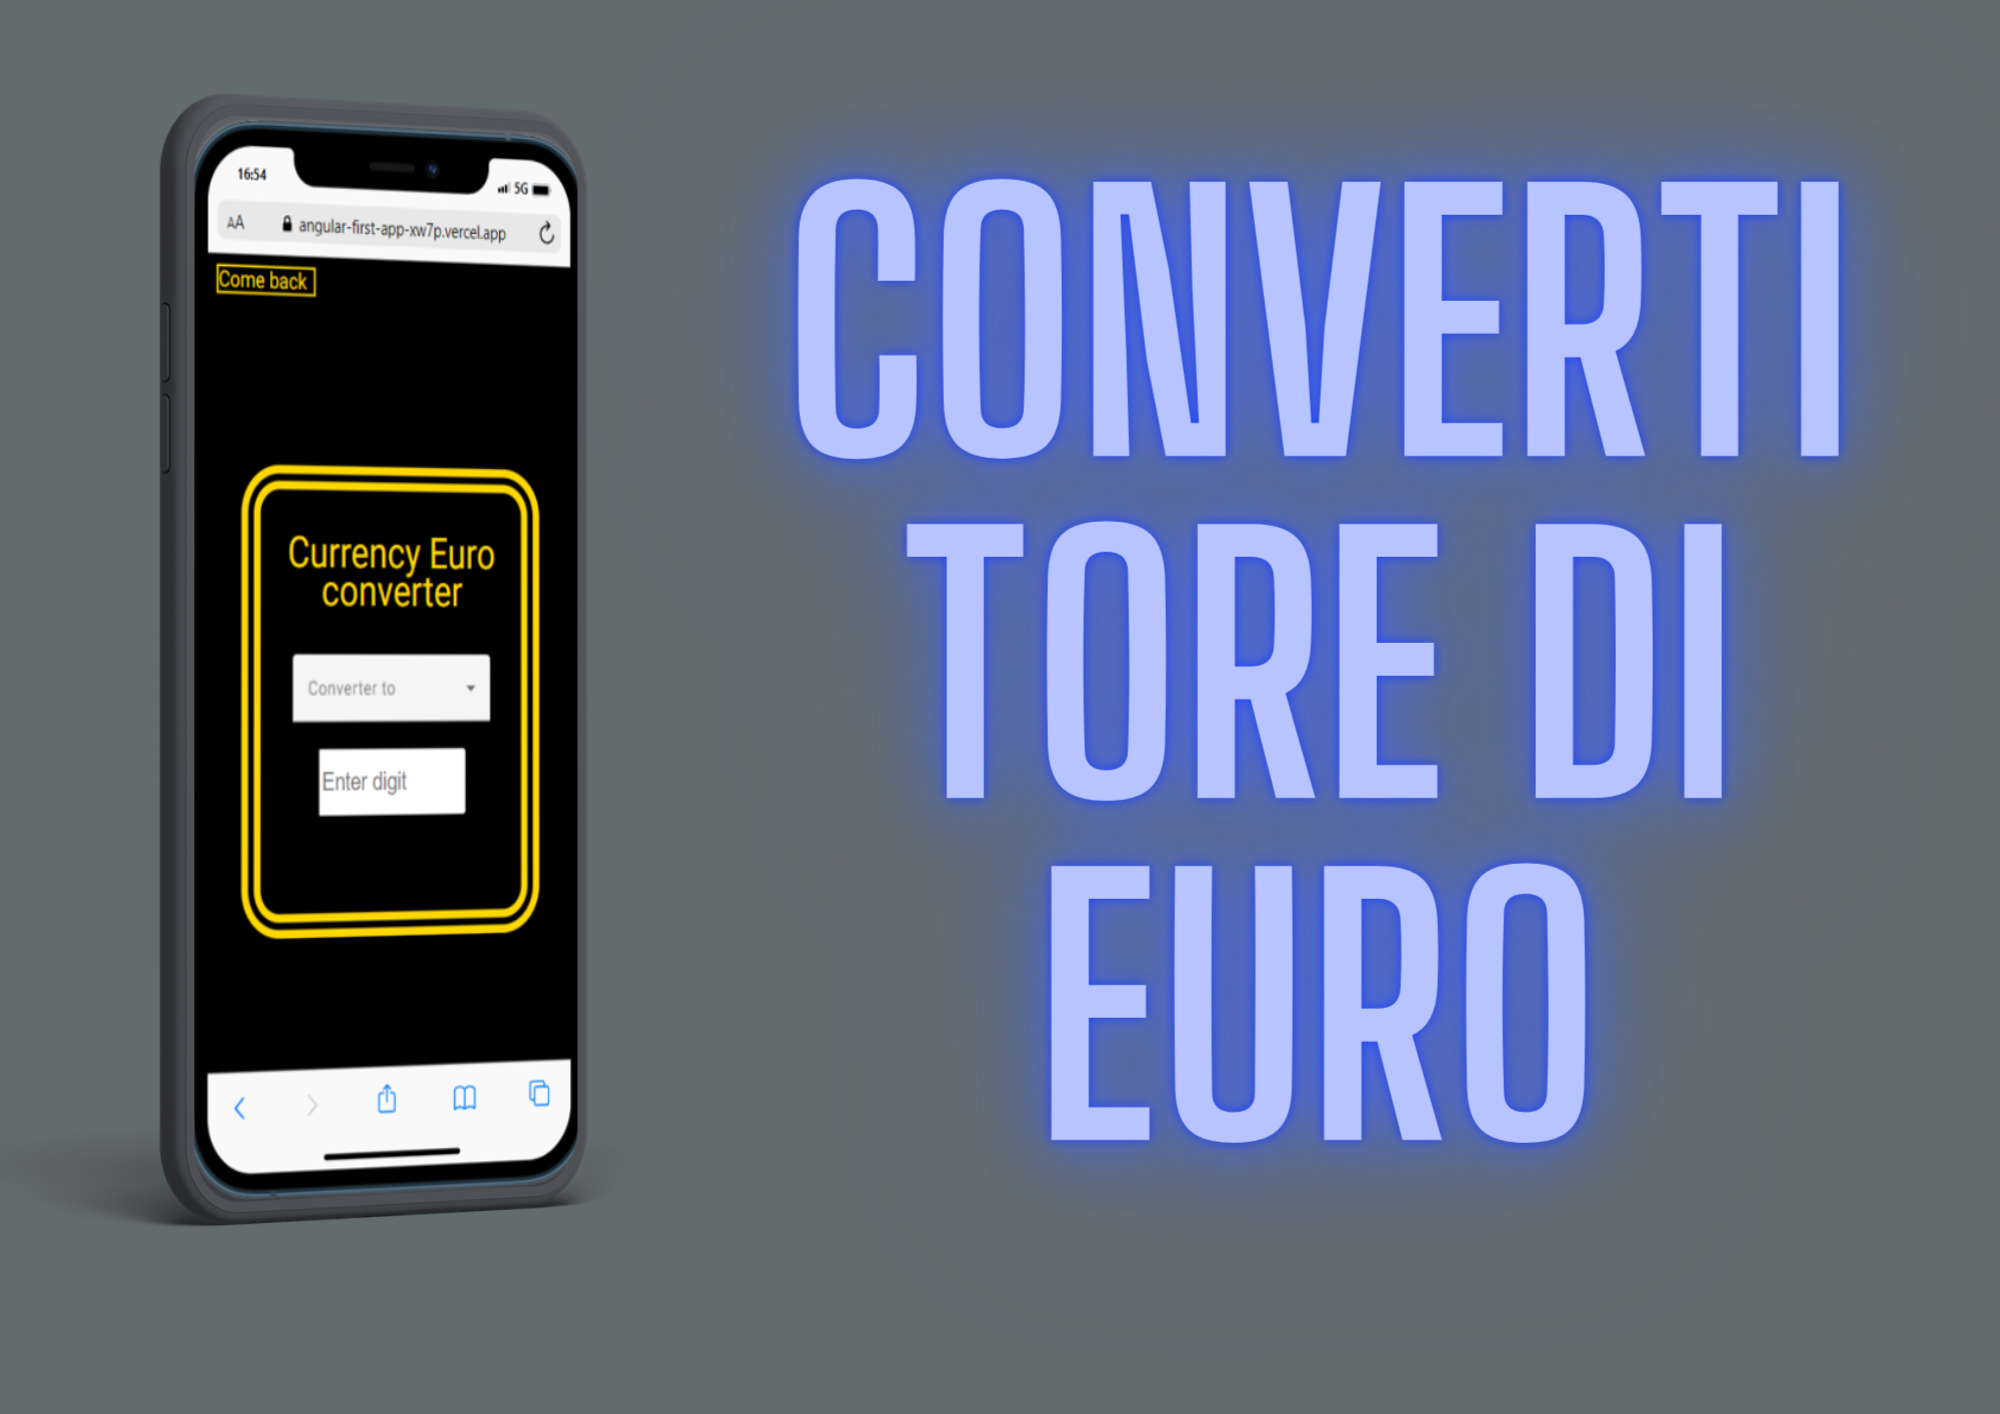 16:54
5G
AA angular-first-app-xw7p.vercel.app
Come back
Currency Euro
converter
Converter to
Enter digit
CONVERTI
TORE DI
EURO